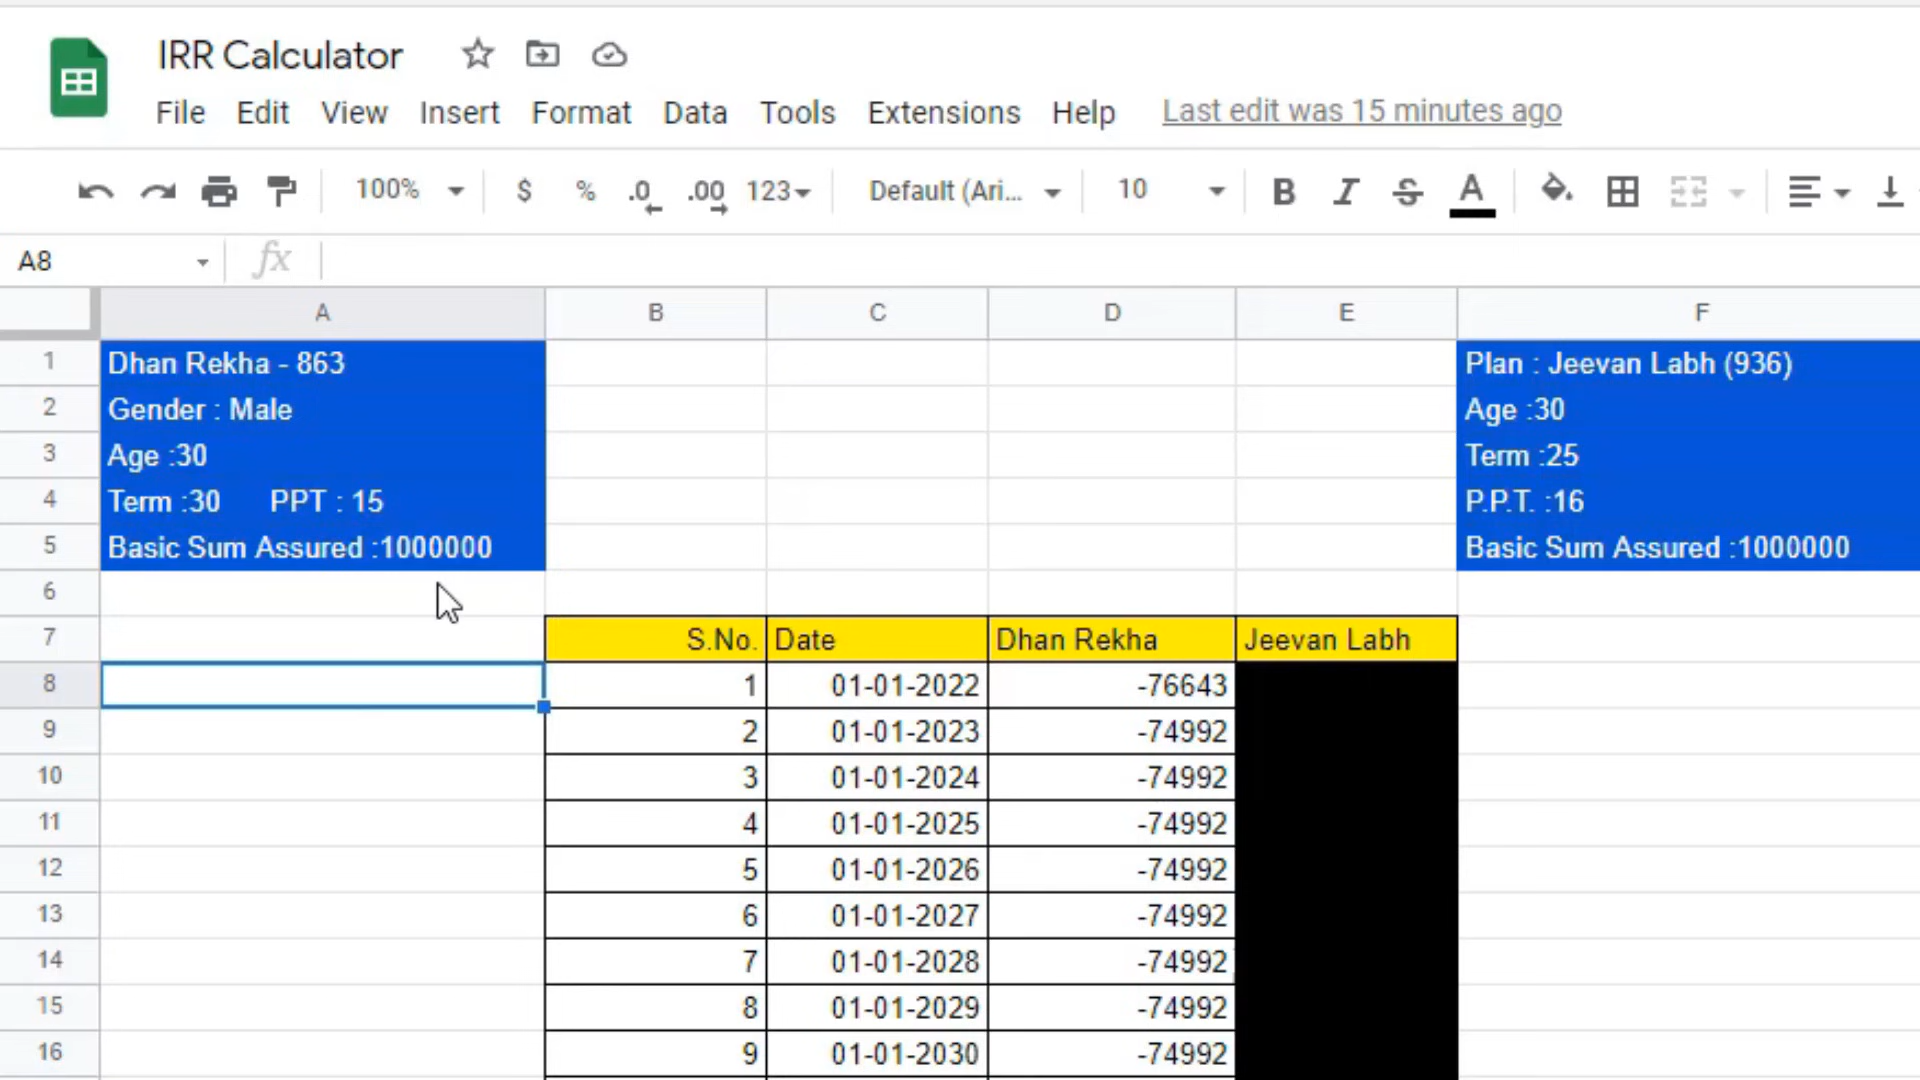 IRR Calculator
File Edit View Insert Format Data Tools Extensions Help Last edit was 15 minutes ago
100% $ % .0 .00 123 Default (Ari... 10 B I S A
A8 fx
A B C D E F
1 Dhan Rekha - 863 Plan : Jeevan Labh (936)
2 Gender : Male Age :30
3 Age :30 Term :25
4 Term :30 PPT : 15 P.P.T. :16
5 Basic Sum Assured :1000000 Basic Sum Assured :1000000
6
7 S.No. Date Dhan Rekha Jeevan Labh
8 1 01-01-2022 -76643
9 2 01-01-2023 -74992
10 3 01-01-2024 -74992
11 4 01-01-2025 -74992
12 5 01-01-2026 -74992
13 6 01-01-2027 -74992
14 7 01-01-2028 -74992
15 8 01-01-2029 -74992
16 9 01-01-2030 -74992